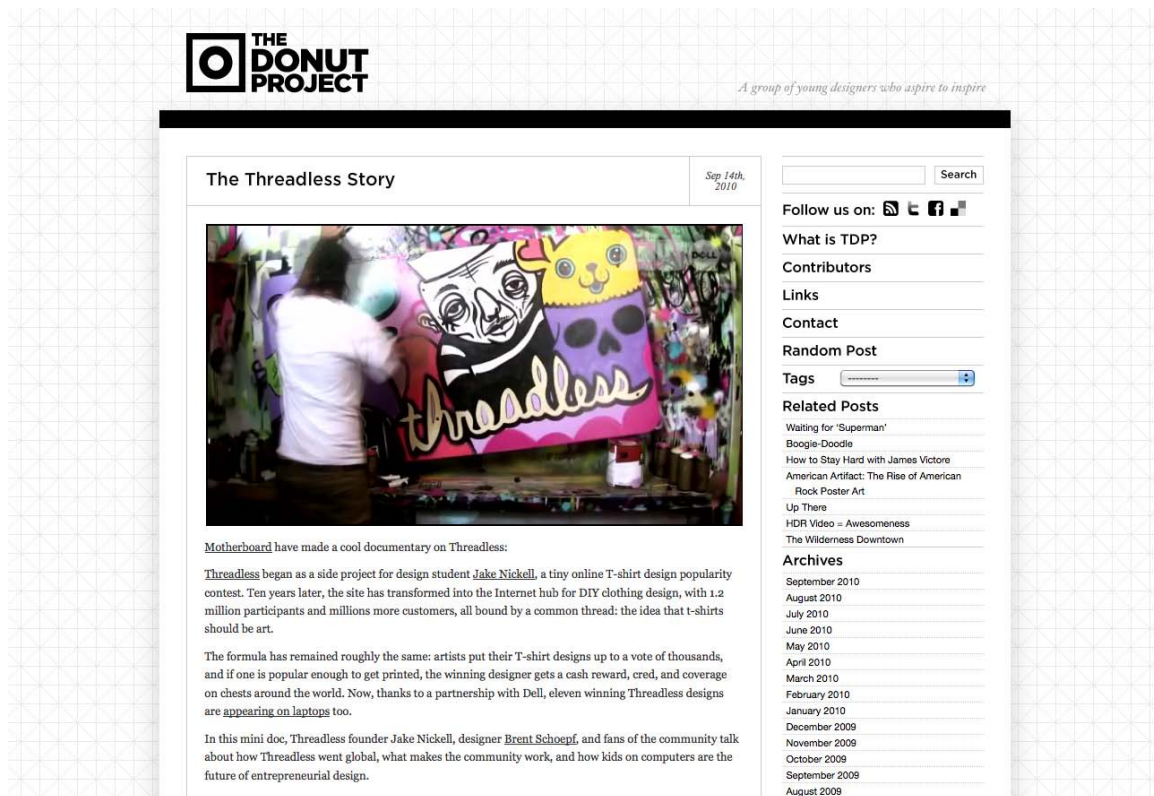 THE
DONUT
PROJECT
A group of young designers who aspire to inspire
The Threadless Story
Sep 14th,
2010
DOLL
threadless
Motherboard have made a cool documentary on Threadless:
Threadless began as a side project for design student Jake Nickell, a tiny online T-shirt design popularity
contest. Ten years later, the site has transformed into the Internet hub for DIY clothing design, with 1.2
million participants and millions more customers, all bound by a common thread: the idea that t-shirts
should be art.
The formula has remained roughly the same: artists put their T-shirt designs up to a vote of thousands,
and if one is popular enough to get printed, the winning designer gets a cash reward, cred, and coverage
on chests around the world. Now, thanks to a partnership with Dell, eleven winning Threadless designs
are appearing on laptops too.
In this mini doc, Threadless founder Jake Nickell, designer Brent Schoepf, and fans of the community talk
about how Threadless went global, what makes the community work, and how kids on computers are the
future of entrepreneurial design.
Search
Follow us on:
What is TDP?
Contributors
Links
Contact
Random Post
Tags
--------
Related Posts
Waiting for ‘Superman’
Boogie-Doodle
How to Stay Hard with James Victore
American Artifact: The Rise of American
Rock Poster Art
Up There
HDR Video = Awesomeness
The Wilderness Downtown
Archives
September 2010
August 2010
July 2010
June 2010
May 2010
April 2010
March 2010
February 2010
January 2010
December 2009
November 2009
October 2009
September 2009
August 2009